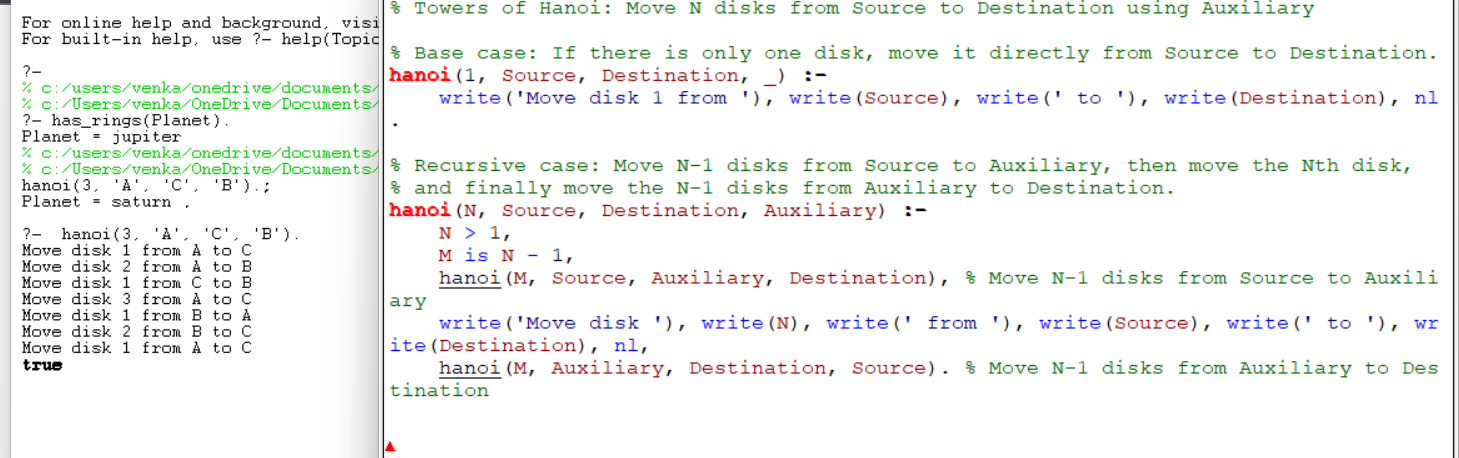 For online help and background, visi
For built-in help, use ?- help(Topic
?-
% c:/users/venka/onedrive/documents/
% c:/Users/venka/OneDrive/Documents/
?- has_rings(Planet).
Planet = jupiter
% c:/users/venka/onedrive/documents/
% c:/Users/venka/OneDrive/Documents/
hanoi(3, 'A', 'C', 'B').;
Planet = saturn .
?-  hanoi(3, 'A', 'C', 'B').
Move disk 1 from A to C
Move disk 2 from A to B
Move disk 1 from C to B
Move disk 3 from A to C
Move disk 1 from B to A
Move disk 2 from B to C
Move disk 1 from A to C
true
% Towers of Hanoi: Move N disks from Source to Destination using Auxiliary
% Base case: If there is only one disk, move it directly from Source to Destination.
hanoi(1, Source, Destination, _) :-
    write('Move disk 1 from '), write(Source), write(' to '), write(Destination), nl
.
% Recursive case: Move N-1 disks from Source to Auxiliary, then move the Nth disk,
% and finally move the N-1 disks from Auxiliary to Destination.
hanoi(N, Source, Destination, Auxiliary) :-
    N > 1,
    M is N - 1,
    hanoi(M, Source, Auxiliary, Destination), % Move N-1 disks from Source to Auxili
ary
    write('Move disk '), write(N), write(' from '), write(Source), write(' to '), wr
ite(Destination), nl,
    hanoi(M, Auxiliary, Destination, Source). % Move N-1 disks from Auxiliary to Des
tination